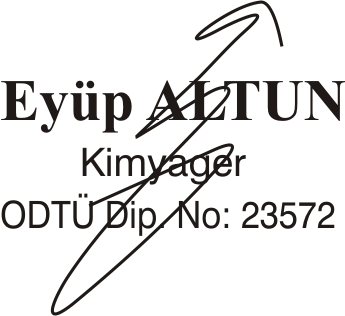 Eyüp ALTUN
Kimyager
ODTÜ Dip. No: 23572